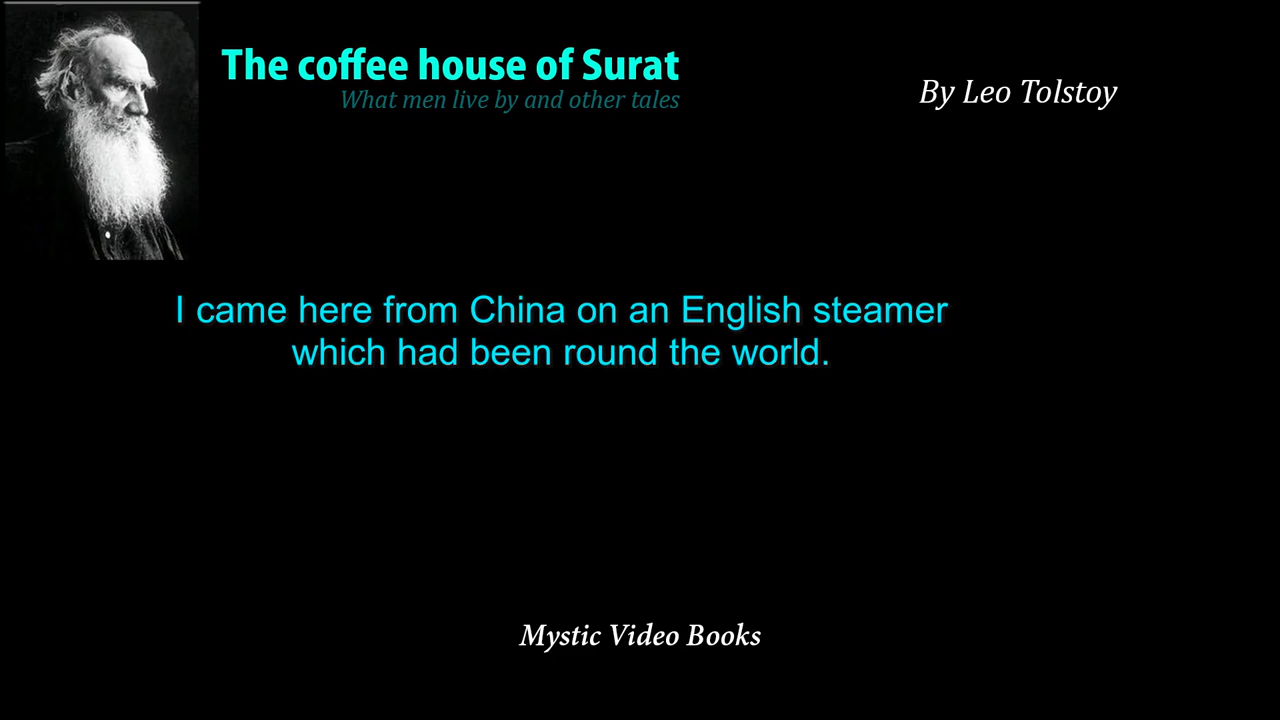 The coffee house of Surat
What men live by and other tales
By Leo Tolstoy
I came here from China on an English steamer
which had been round the world.
Mystic Video Books